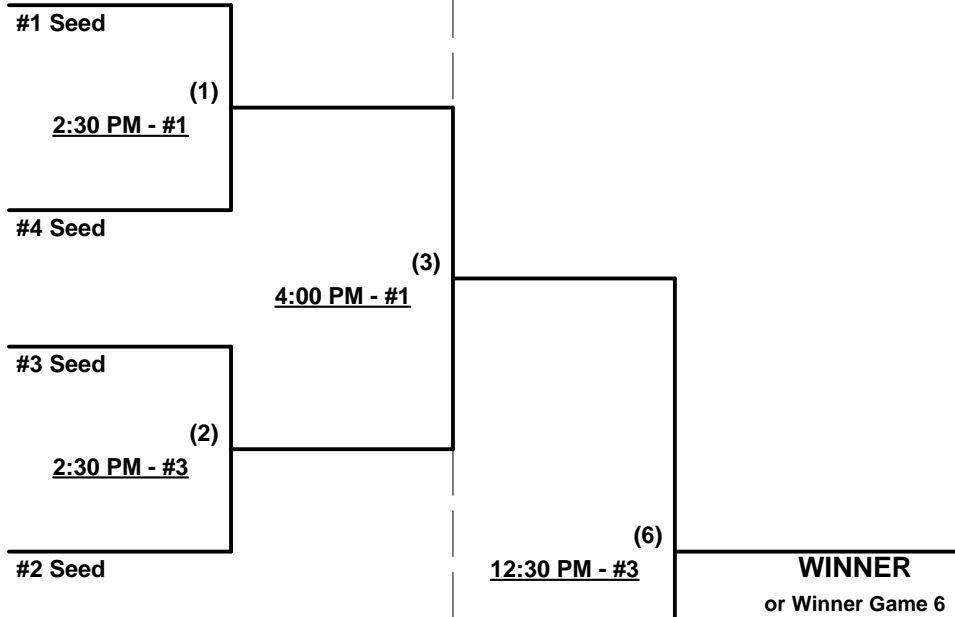 #1 Seed
(1)
2:30 PM - #1
#4 Seed
(3)
4:00 PM - #1
#3 Seed
(2)
2:30 PM - #3
#2 Seed
(6)
12:30 PM - #3
WINNER
or Winner Game 6